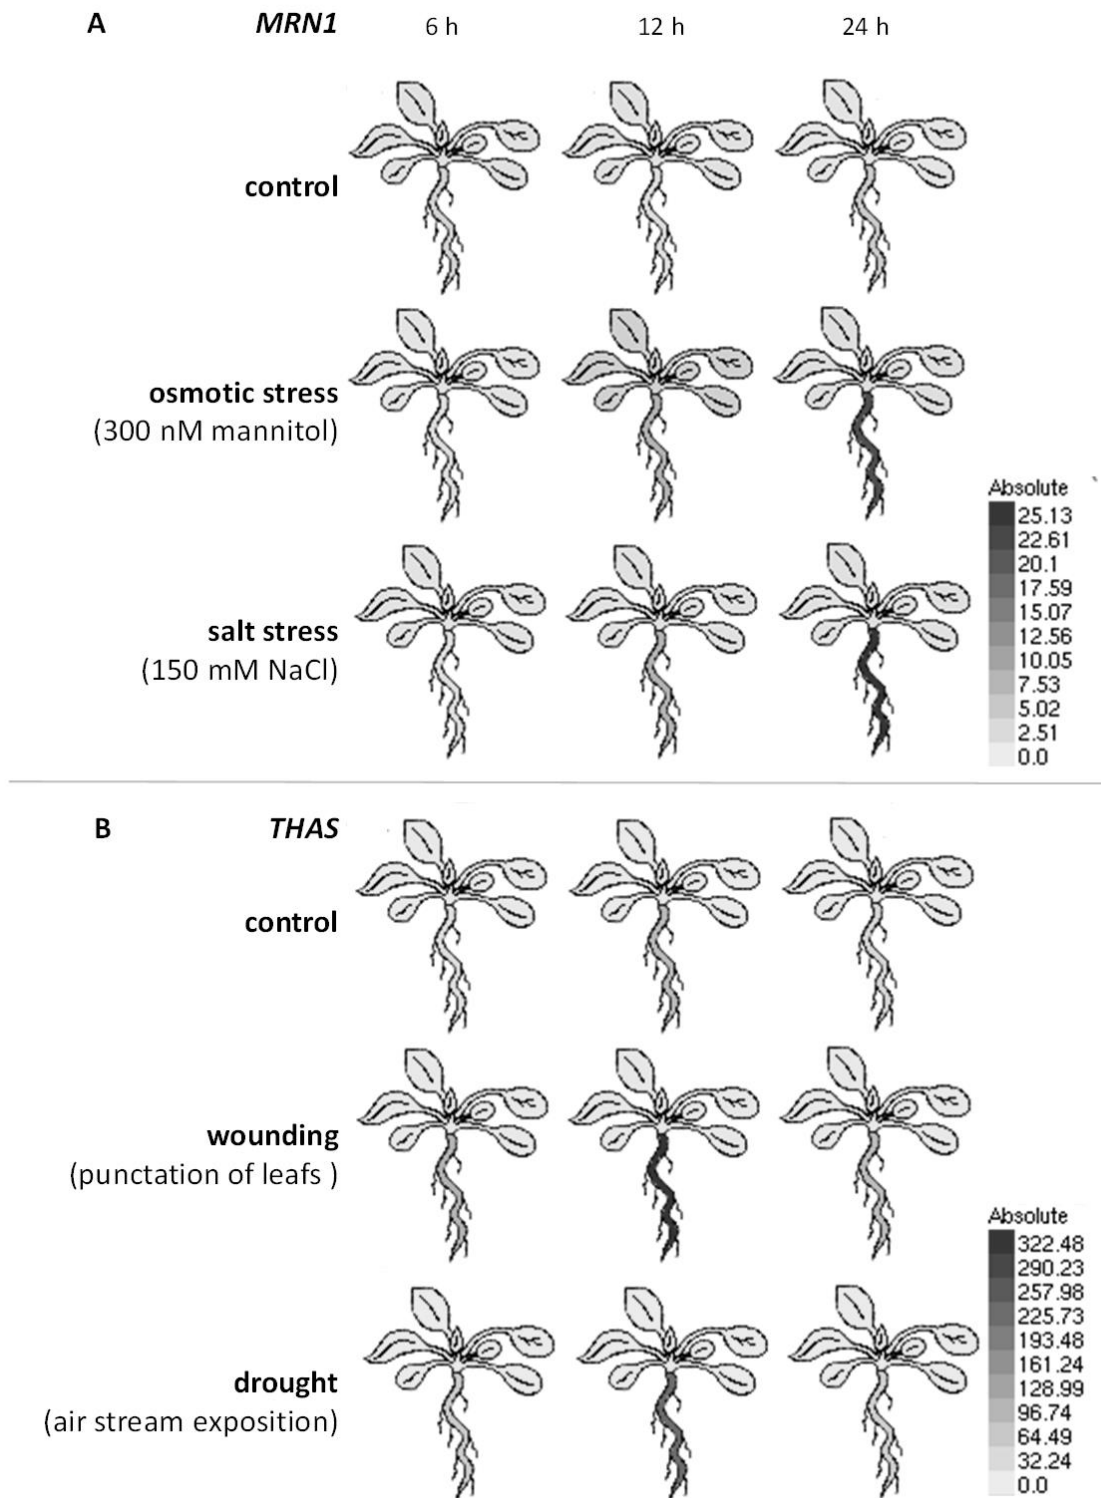 A MRN1 6 h 12 h 24 h
control
osmotic stress
(300 nM mannitol)
Absolute
25.13
22.61
20.1
17.59
15.07
12.56
10.05
7.53
5.02
2.51
0.0
salt stress
(150 mM NaCl)
B THAS
control
wounding
(punctation of leafs )
Absolute
322.48
290.23
257.98
225.73
193.48
161.24
128.99
96.74
64.49
32.24
0.0
drought
(air stream exposition)